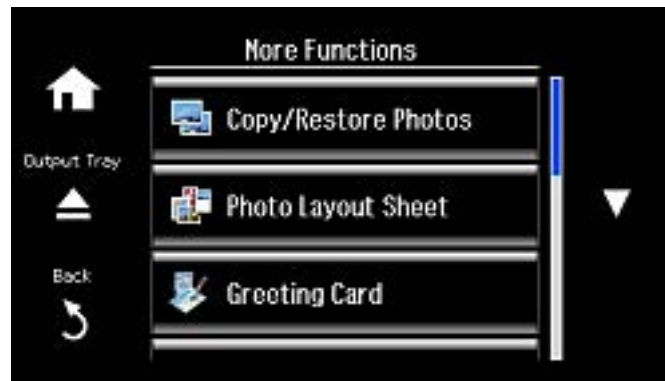 More Functions
Copy/Restore Photos
Output Tray
Photo Layout Sheet
Back
Greeting Card